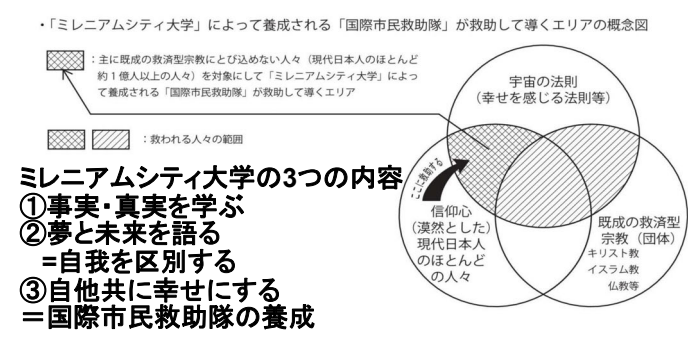 ・「ミレニアムシティ大学」によって養成される「国際市民救助隊」が救助して導くエリアの概念図
：主に既成の救済型宗教にとび込めない人々（現代日本人のほとんど
約１億人以上の人々）を対象にして「ミレニアムシティ大学」によっ
て養成される「国際市民救助隊」が救助して導くエリア
：救われる人々の範囲
宇宙の法則
（幸せを感じる法則等）
ここに救助する
信仰心
（漠然とした）
現代日本人
のほとんど
の人々
既成の救済型
宗教（団体）
キリスト教
イスラム教
仏教等
ミレニアムシティ大学の3つの内容
①事実・真実を学ぶ
②夢と未来を語る
=自我を区別する
③自他共に幸せにする
＝国際市民救助隊の養成